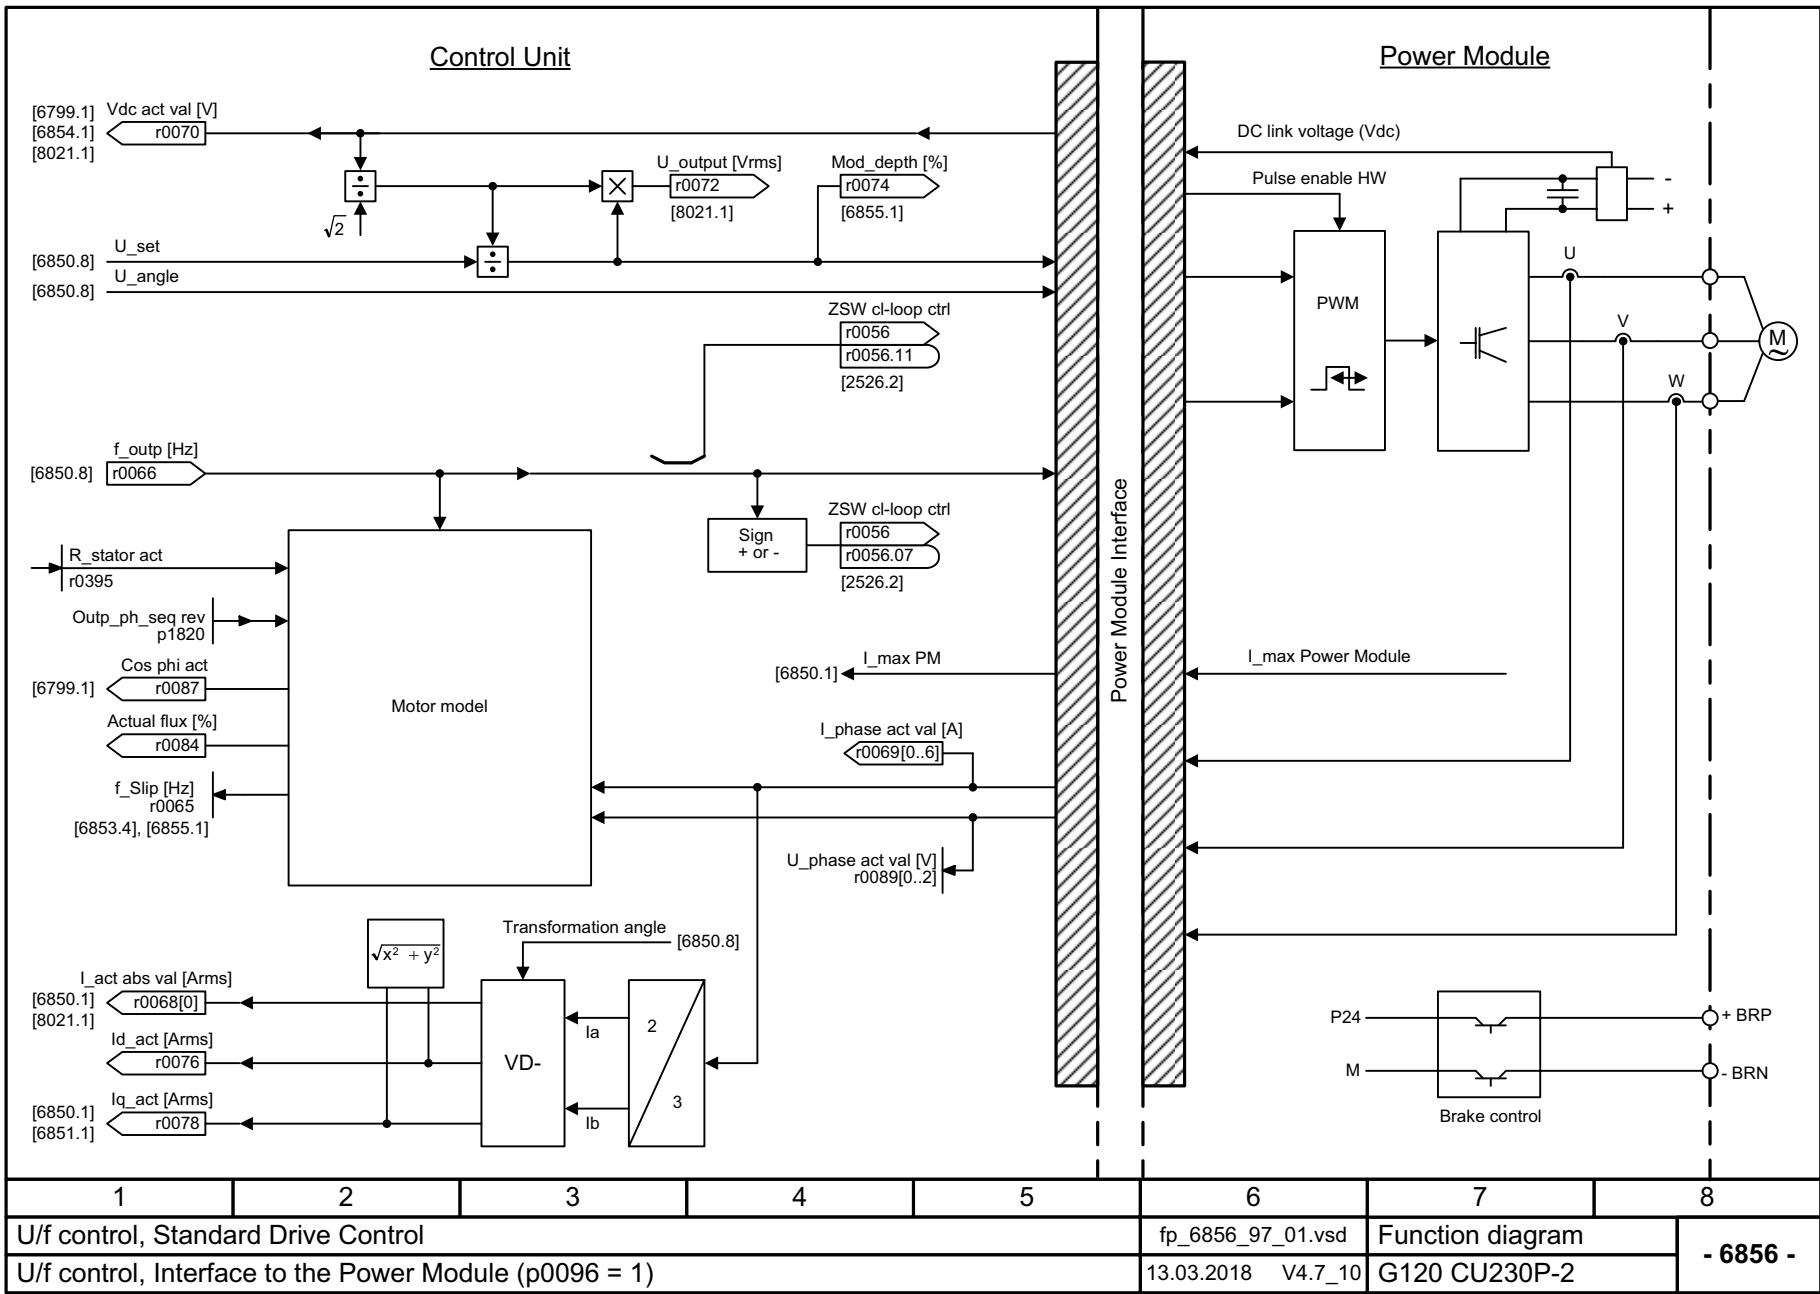 Control Unit
Power Module
[6799.1]
[6854.1]
[8021.1]
Vdc act val [V]
r0070
÷
√2
×
U_output [Vrms]
r0072
[8021.1]
Mod_depth [%]
r0074
[6855.1]
U_set
[6850.8]
÷
U_angle
[6850.8]
ZSW cl-loop ctrl
r0056
r0056.11
[2526.2]
f_outp [Hz]
[6850.8]
r0066
Sign
+ or -
ZSW cl-loop ctrl
r0056
r0056.07
[2526.2]
R_stator act
r0395
Outp_ph_seq rev
p1820
Cos phi act
[6799.1]
r0087
Actual flux [%]
r0084
f_Slip [Hz]
r0065
[6853.4], [6855.1]
Motor model
[6850.1]
I_max PM
I_phase act val [A]
r0069[0..6]
U_phase act val [V]
r0089[0..2]
√x² + y²
Transformation angle
[6850.8]
I_act abs val [Arms]
[6850.1]
[8021.1]
r0068[0]
Id_act [Arms]
r0076
Iq_act [Arms]
[6850.1]
[6851.1]
r0078
VD-
Ia
Ib
2
3
Power Module Interface
DC link voltage (Vdc)
Pulse enable HW
-
+
PWM
U
V
W
M
~
I_max Power Module
P24
M
+ BRP
- BRN
Brake control
1 2 3 4 5 6 7 8
U/f control, Standard Drive Control
fp_6856_97_01.vsd
Function diagram
- 6856 -
U/f control, Interface to the Power Module (p0096 = 1)
13.03.2018 V4.7_10
G120 CU230P-2